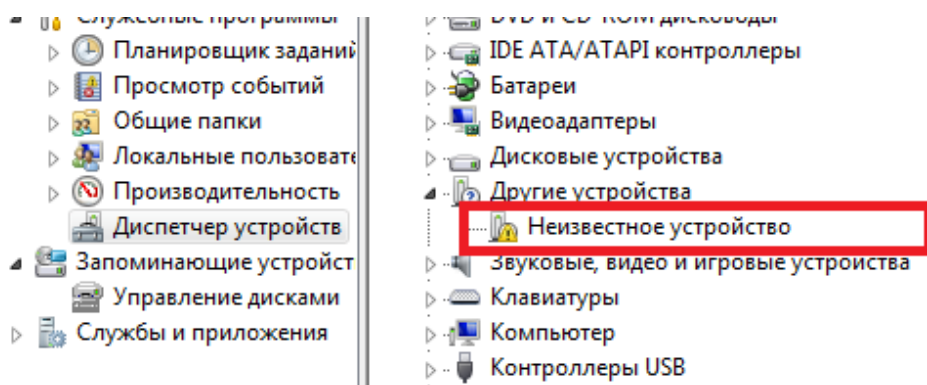 Служебные программы
Планировщик заданий
Просмотр событий
Общие папки
Локальные пользовате
Производительность
Диспетчер устройств
Запоминающие устройст
Управление дисками
Службы и приложения
DVD и CD-ROM дисководы
IDE ATA/ATAPI контроллеры
Батареи
Видеоадаптеры
Дисковые устройства
Другие устройства
Неизвестное устройство
Звуковые, видео и игровые устройства
Клавиатуры
Компьютер
Контроллеры USB